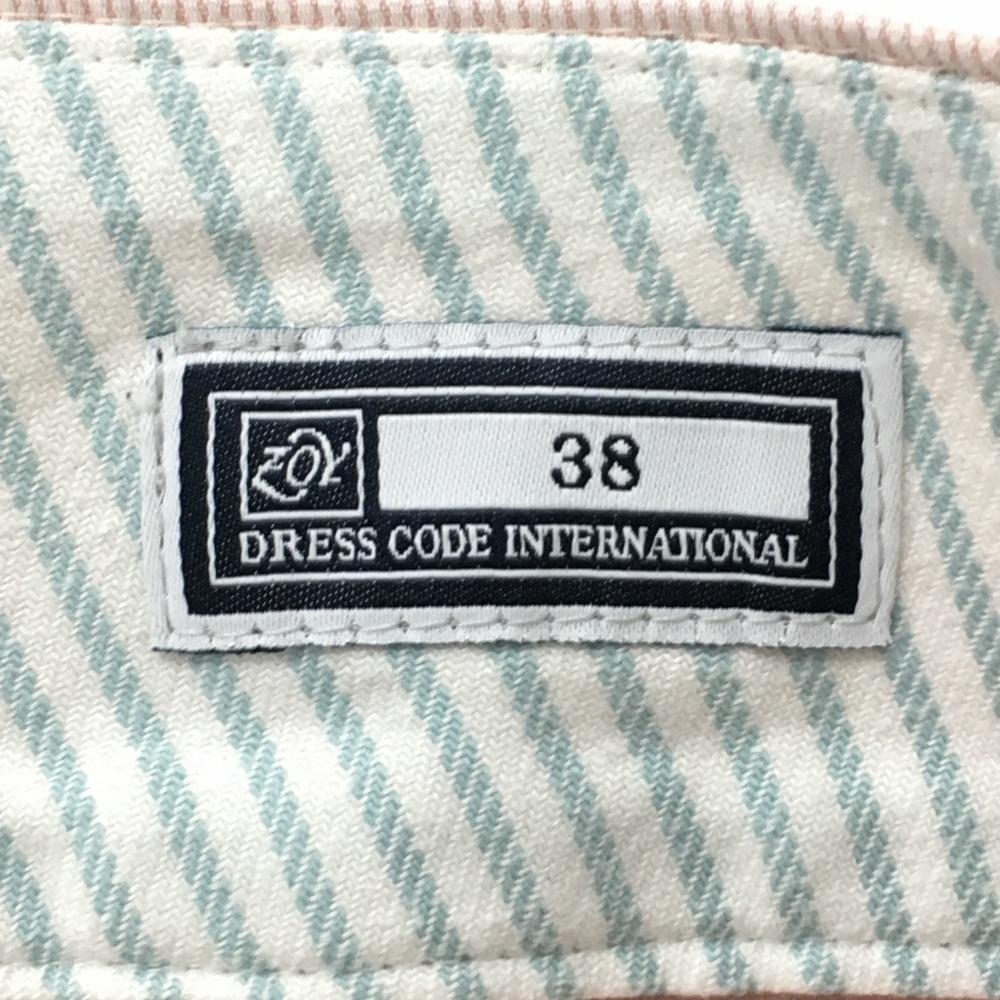 ZOY
38
DRESS CODE INTERNATIONAL